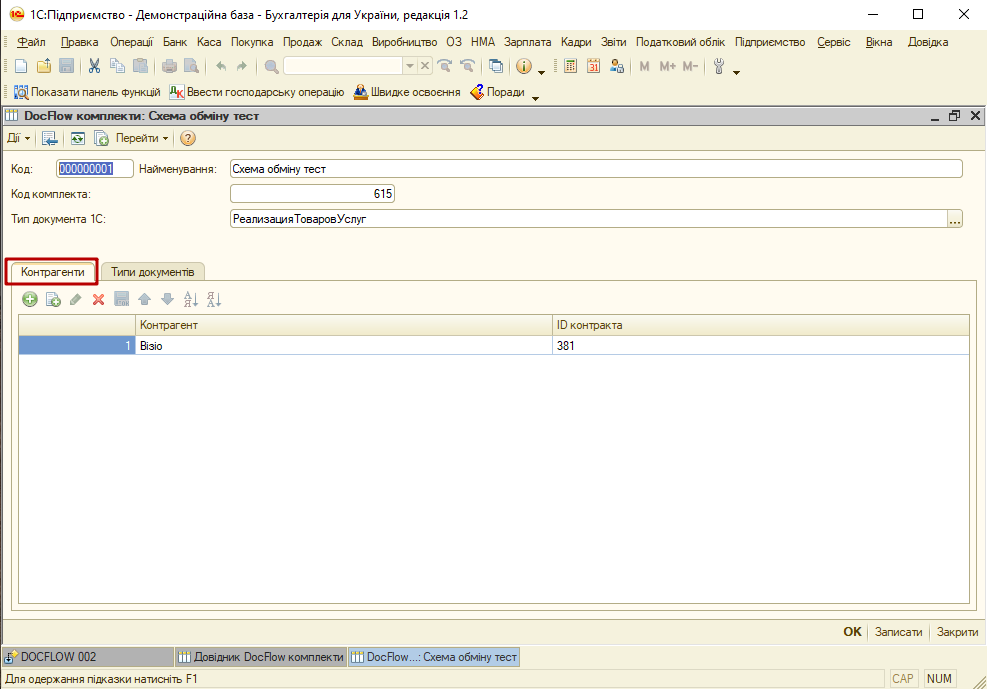 1С:Підприємство - Демонстраційна база - Бухгалтерія для України, редакція 1.2
Файл Правка Операції Банк Каса Покупка Продаж Склад Виробництво ОЗ НМА Зарплата Кадри Звіти Податковий облік Підприємство Сервіс Вікна Довідка
M M+ M-
Показати панель функцій Ввести господарську операцію Швидке освоєння Поради
DocFlow комплекти: Схема обміну тест
Дії Перейти
Код: 000000001 Найменування: Схема обміну тест
Код комплекта: 615
Тип документа 1С: РеализацияТоваровУслуг ...
Контрагенти Типи документів
Контрагент ID контракта
1 Візіо 381
OK Записати Закрити
DOCFLOW 002 Довідник DocFlow комплекти DocFlow...: Схема обміну тест
Для одержання підказки натисніть F1 CAP NUM